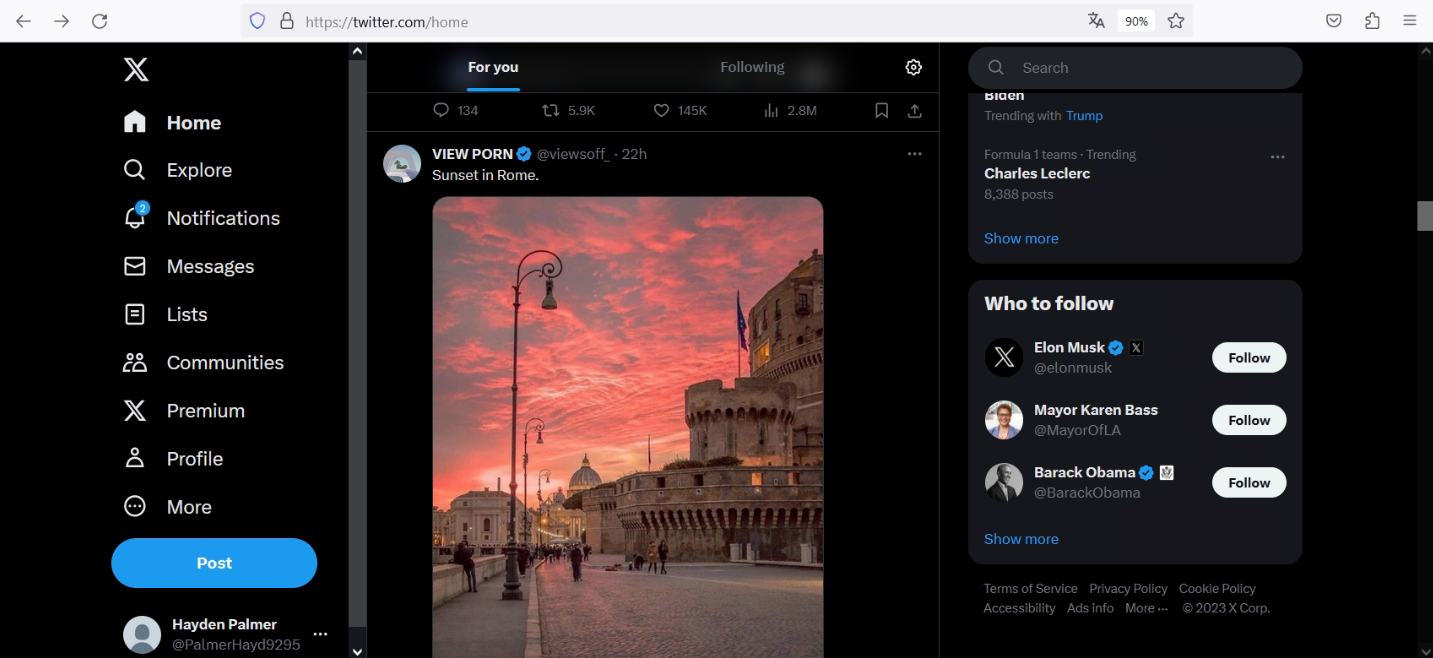 https://twitter.com/home
90%
Home
Explore
2
Notifications
Messages
Lists
Communities
Premium
Profile
More
Post
Hayden Palmer
@PalmerHayd9295
For you
Following
134
5.9K
145K
2.8M
VIEW PORN @viewsoff_ · 22h
Sunset in Rome.
Search
Biden
Trending with Trump
Formula 1 teams · Trending
Charles Leclerc
8,388 posts
Show more
Who to follow
Elon Musk
@elonmusk
Follow
Mayor Karen Bass
@MayorOfLA
Follow
Barack Obama
@BarackObama
Follow
Show more
Terms of Service Privacy Policy Cookie Policy
Accessibility Ads info More ··· © 2023 X Corp.